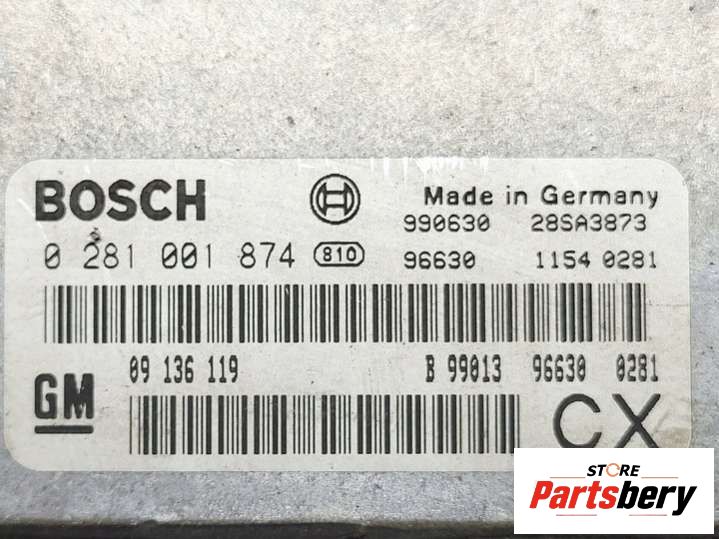 BOSCH Made in Germany
990630 28SA3873
0 281 001 874 810 96630 1154 0281
09 136 119 B 99013 96630 0281
GM CX
STORE
Partsbery